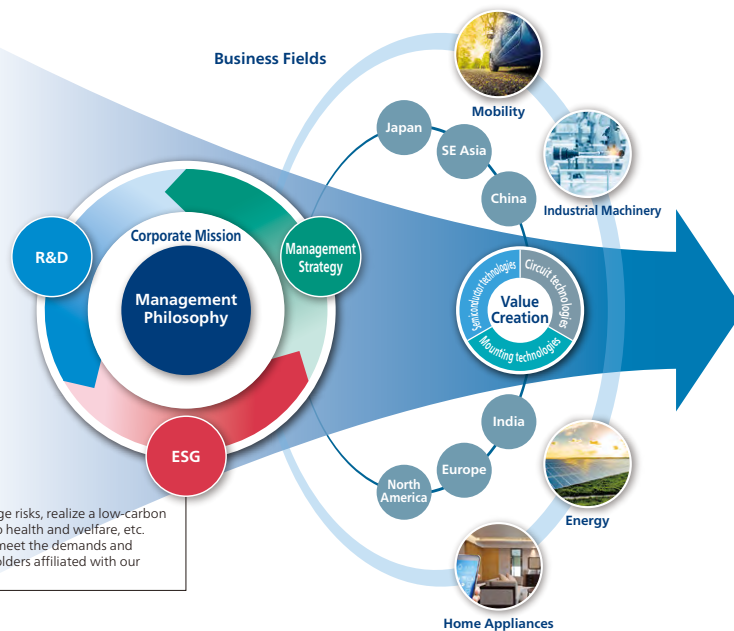 Business Fields
Mobility
Japan
SE Asia
China
Industrial Machinery
R&D
Corporate Mission
Management
Philosophy
Management
Strategy
ESG
Semiconductor technologies
Circuit technologies
Mounting technologies
Value
Creation
India
Europe
North
America
Energy
Home Appliances
risks, realize a low-carbon
health and welfare, etc.
meet the demands and
affiliated with our